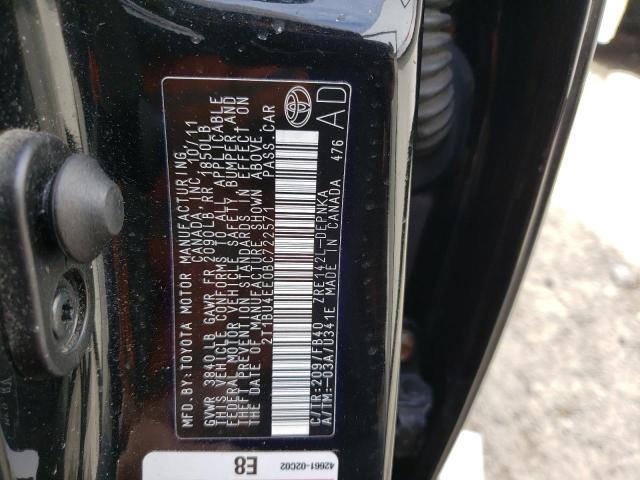 MFD. BY: TOYOTA MOTOR MANUFACTURING
CANADA INC. 10/11
GVWR 3840LB GAWR FR 2090LB RR 1850LB
THIS VEHICLE CONFORMS TO ALL APPLICABLE
FEDERAL MOTOR VEHICLE SAFETY, BUMPER AND
THEFT PREVENTION STANDARDS IN EFFECT ON
THE DATE OF MANUFACTURE SHOWN ABOVE.
2T1BU4EE0BC722571 PASS. CAR
C/TR: 209/FB40 ZRE142L-DEPNKA
A/TM: -03A/U341E MADE IN CANADA 476
AD
TOYOTA
42661-02C02
E8